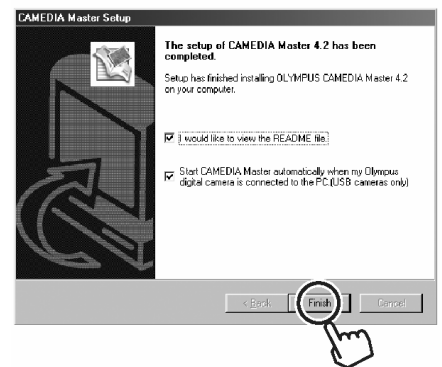 CAMEDIA Master Setup
The setup of CAMEDIA Master 4.2 has been
completed.
Setup has finished installing OLYMPUS CAMEDIA Master 4.2
on your computer.
I would like to view the README file.
Start CAMEDIA Master automatically when my Olympus
digital camera is connected to the PC.(USB cameras only)
< Back
Finish
Cancel